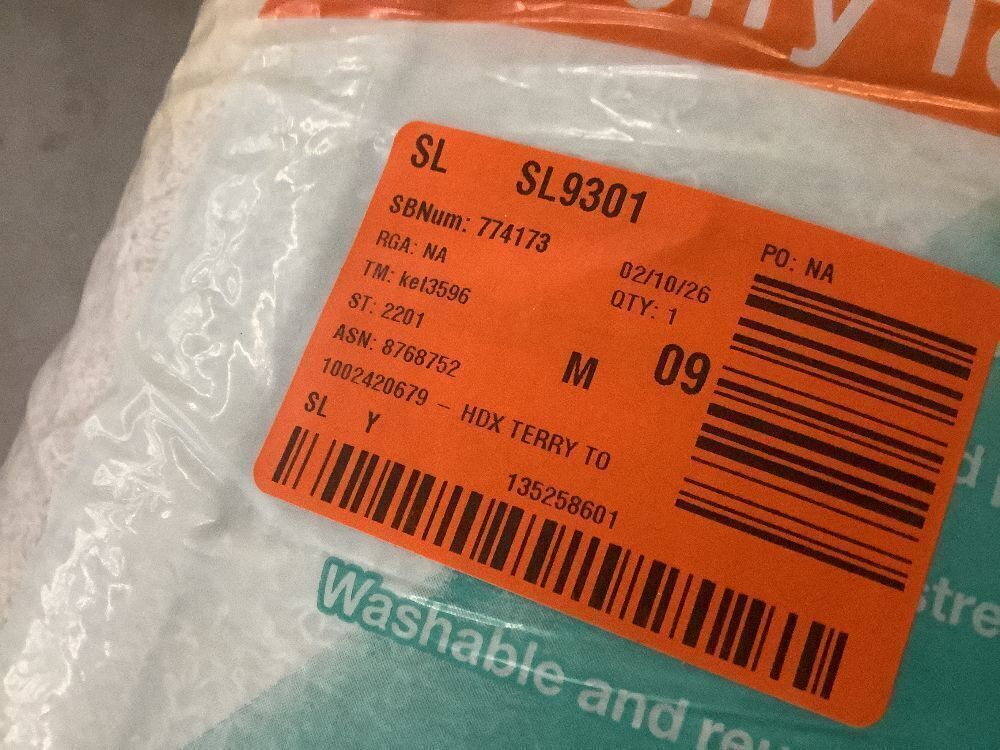 SL SL9301
SBNum: 774173
RGA: NA
TM: kel3596
ST: 2201
ASN: 8768752
02/10/26
QTY: 1
PO: NA
M 09
1002420679 - HDX TERRY TO
SL Y
135258601
Washable and